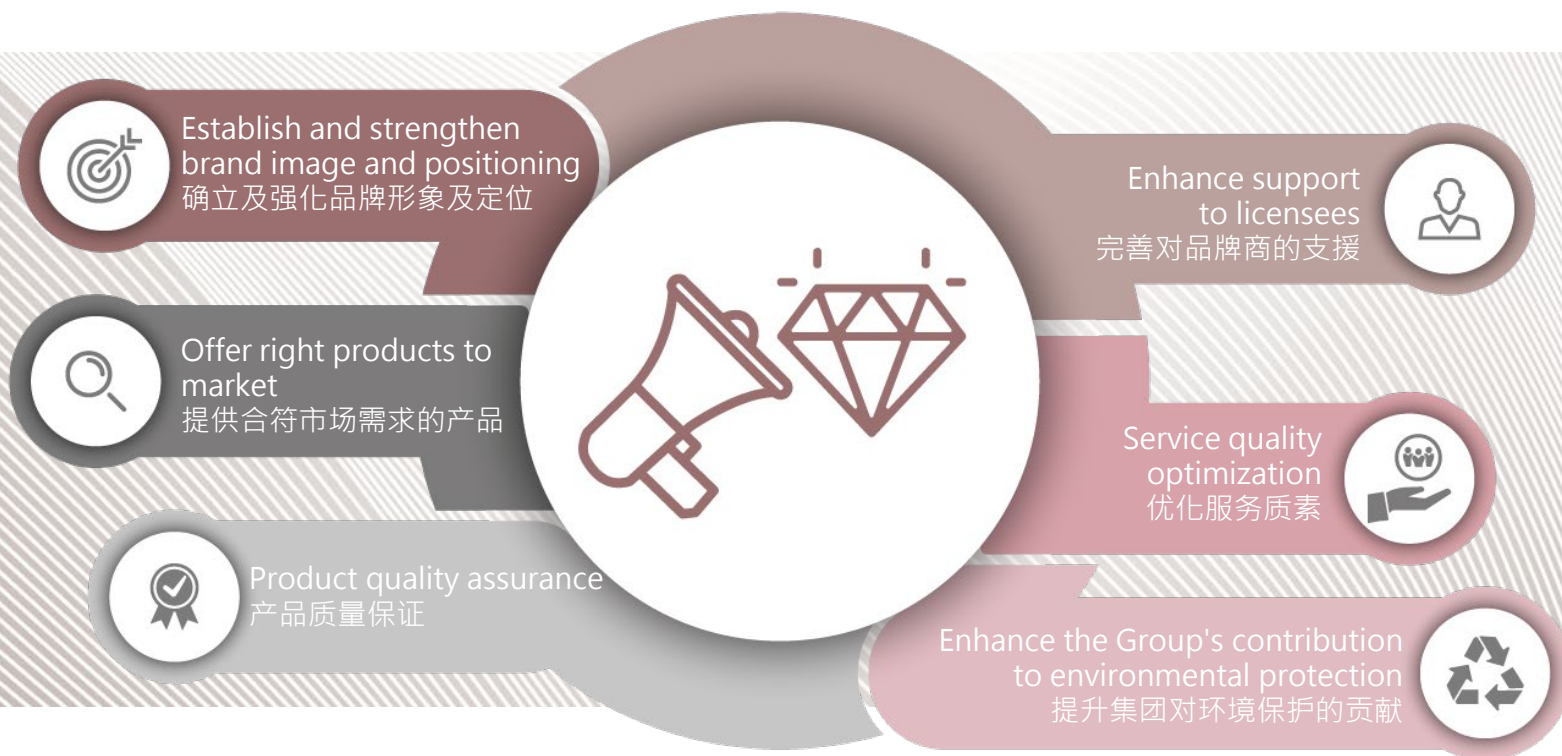 Establish and strengthen
brand image and positioning
确立及强化品牌形象及定位
Offer right products to
market
提供合符市场需求的产品
Product quality assurance
产品质量保证
Enhance support
to licensees
完善对品牌商的支援
Service quality
optimization
优化服务质素
Enhance the Group's contribution
to environmental protection
提升集团对环境保护的贡献